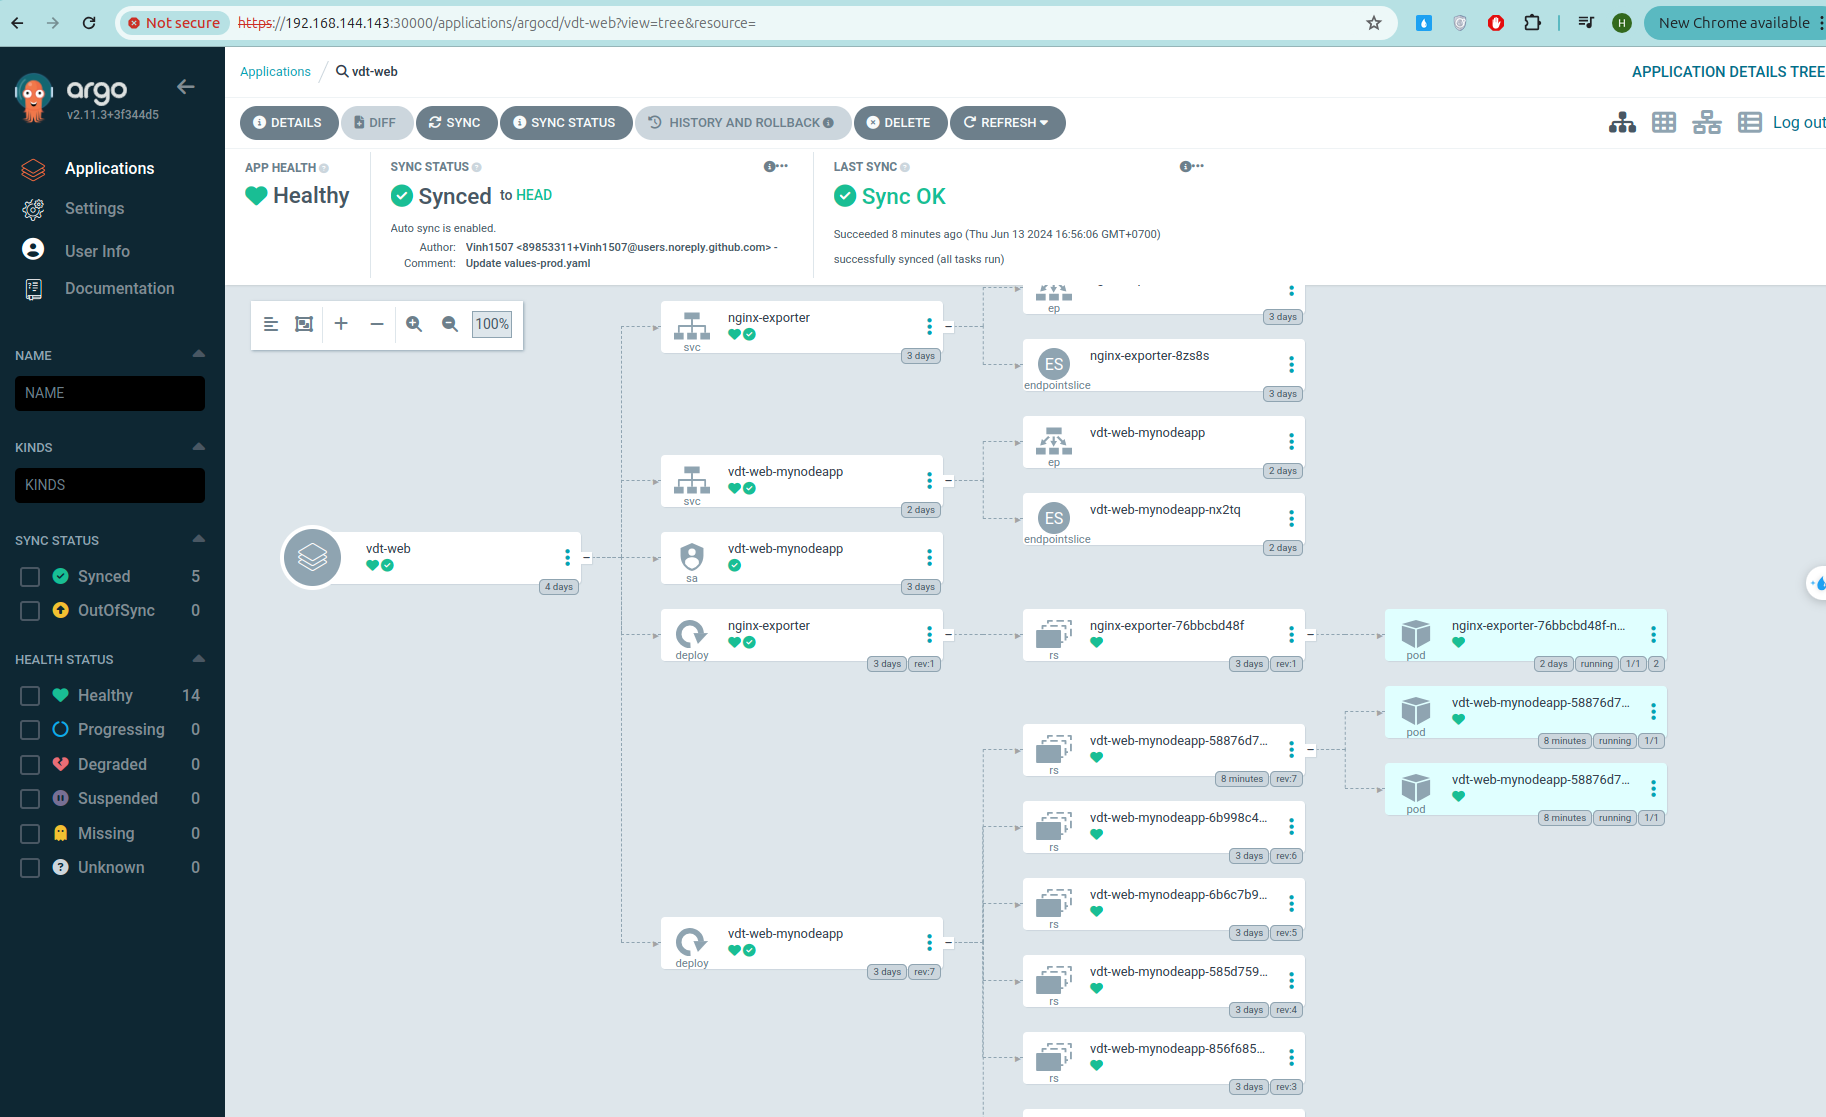 Not secure https://192.168.144.143:30000/applications/argocd/vdt-web?view=tree&resource=
H
New Chrome available
argo
v2.11.3+3f344d5
Applications
Settings
User Info
Documentation
NAME
NAME
KINDS
KINDS
SYNC STATUS
Synced 5
OutOfSync 0
HEALTH STATUS
Healthy 14
Progressing 0
Degraded 0
Suspended 0
Missing 0
Unknown 0
Applications / vdt-web
APPLICATION DETAILS TREE
DETAILS DIFF SYNC SYNC STATUS HISTORY AND ROLLBACK DELETE REFRESH
Log out
APP HEALTH
Healthy
SYNC STATUS
Synced to HEAD
Auto sync is enabled.
Author: Vinh1507 <89853311+Vinh1507@users.noreply.github.com> -
Comment: Update values-prod.yaml
LAST SYNC
Sync OK
Succeeded 8 minutes ago (Thu Jun 13 2024 16:56:06 GMT+0700)
successfully synced (all tasks run)
100%
vdt-web
4 days
nginx-exporter
svc
3 days
vdt-web-mynodeapp
svc
2 days
vdt-web-mynodeapp
sa
3 days
nginx-exporter
deploy
3 days rev:1
vdt-web-mynodeapp
deploy
3 days rev:7
ep
3 days
ES
nginx-exporter-8zs8s
endpointslice
3 days
vdt-web-mynodeapp
ep
2 days
ES
vdt-web-mynodeapp-nx2tq
endpointslice
2 days
nginx-exporter-76bbcbd48f
rs
3 days rev:1
vdt-web-mynodeapp-58876d7...
rs
8 minutes rev:7
vdt-web-mynodeapp-6b998c4...
rs
3 days rev:6
vdt-web-mynodeapp-6b6c7b9...
rs
3 days rev:5
vdt-web-mynodeapp-585d759...
rs
3 days rev:4
vdt-web-mynodeapp-856f685...
rs
3 days rev:3
nginx-exporter-76bbcbd48f-n...
pod
2 days running 1/1 2
vdt-web-mynodeapp-58876d7...
pod
8 minutes running 1/1
vdt-web-mynodeapp-58876d7...
pod
8 minutes running 1/1